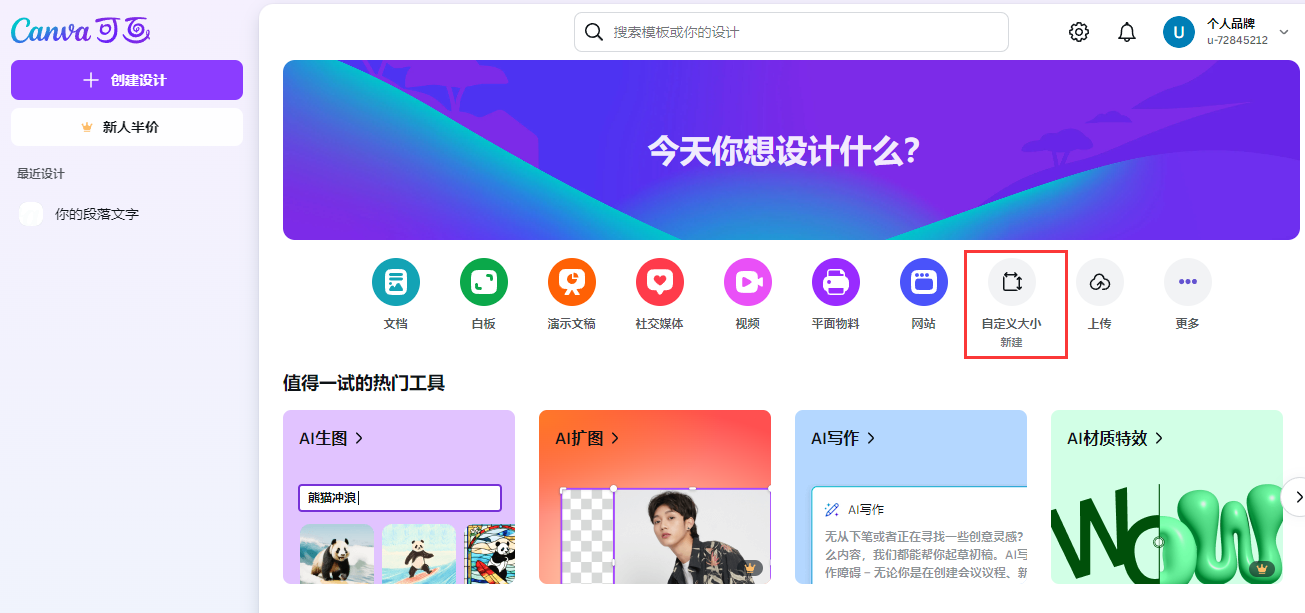 Canva可画
搜索模板或你的设计
U
个人品牌
u-72845212
创建设计
新人半价
最近设计
你的段落文字
今天你想设计什么?
文档
白板
演示文稿
社交媒体
视频
平面物料
网站
自定义大小
新建
上传
更多
值得一试的热门工具
AI生图
熊猫冲浪
AI扩图
AI写作
AI写作
无从下笔或者正在寻找一些创意灵感?
么内容，我们都能帮你起草初稿。AI写
作障碍 – 无论你是在创建会议议程、新
AI材质特效
WOW